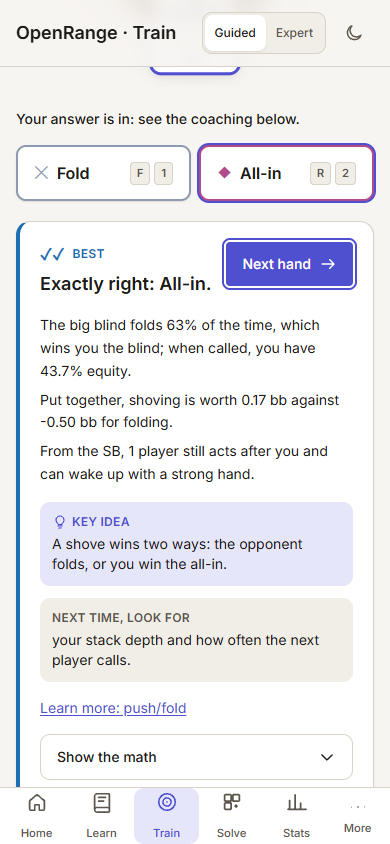 OpenRange · Train
Guided
Expert
Your answer is in: see the coaching below.
Fold
F
1
All-in
R
2
BEST
Exactly right: All-in.
Next hand
The big blind folds 63% of the time, which
wins you the blind; when called, you have
43.7% equity.
Put together, shoving is worth 0.17 bb against
-0.50 bb for folding.
From the SB, 1 player still acts after you and
can wake up with a strong hand.
KEY IDEA
A shove wins two ways: the opponent
folds, or you win the all-in.
NEXT TIME, LOOK FOR
your stack depth and how often the next
player calls.
Learn more: push/fold
Show the math
Home
Learn
Train
Solve
Stats
More